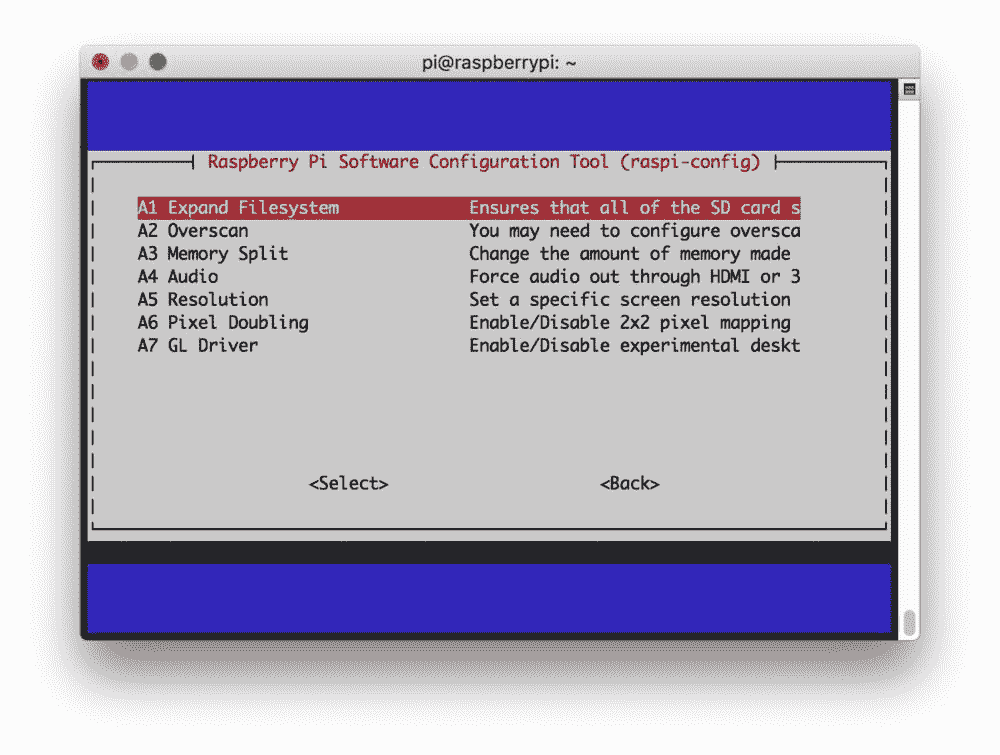 pi@raspberrypi: ~
Raspberry Pi Software Configuration Tool (raspi-config)
A1 Expand Filesystem Ensures that all of the SD card s
A2 Overscan You may need to configure oversca
A3 Memory Split Change the amount of memory made
A4 Audio Force audio out through HDMI or 3
A5 Resolution Set a specific screen resolution
A6 Pixel Doubling Enable/Disable 2x2 pixel mapping
A7 GL Driver Enable/Disable experimental deskt
<Select> <Back>